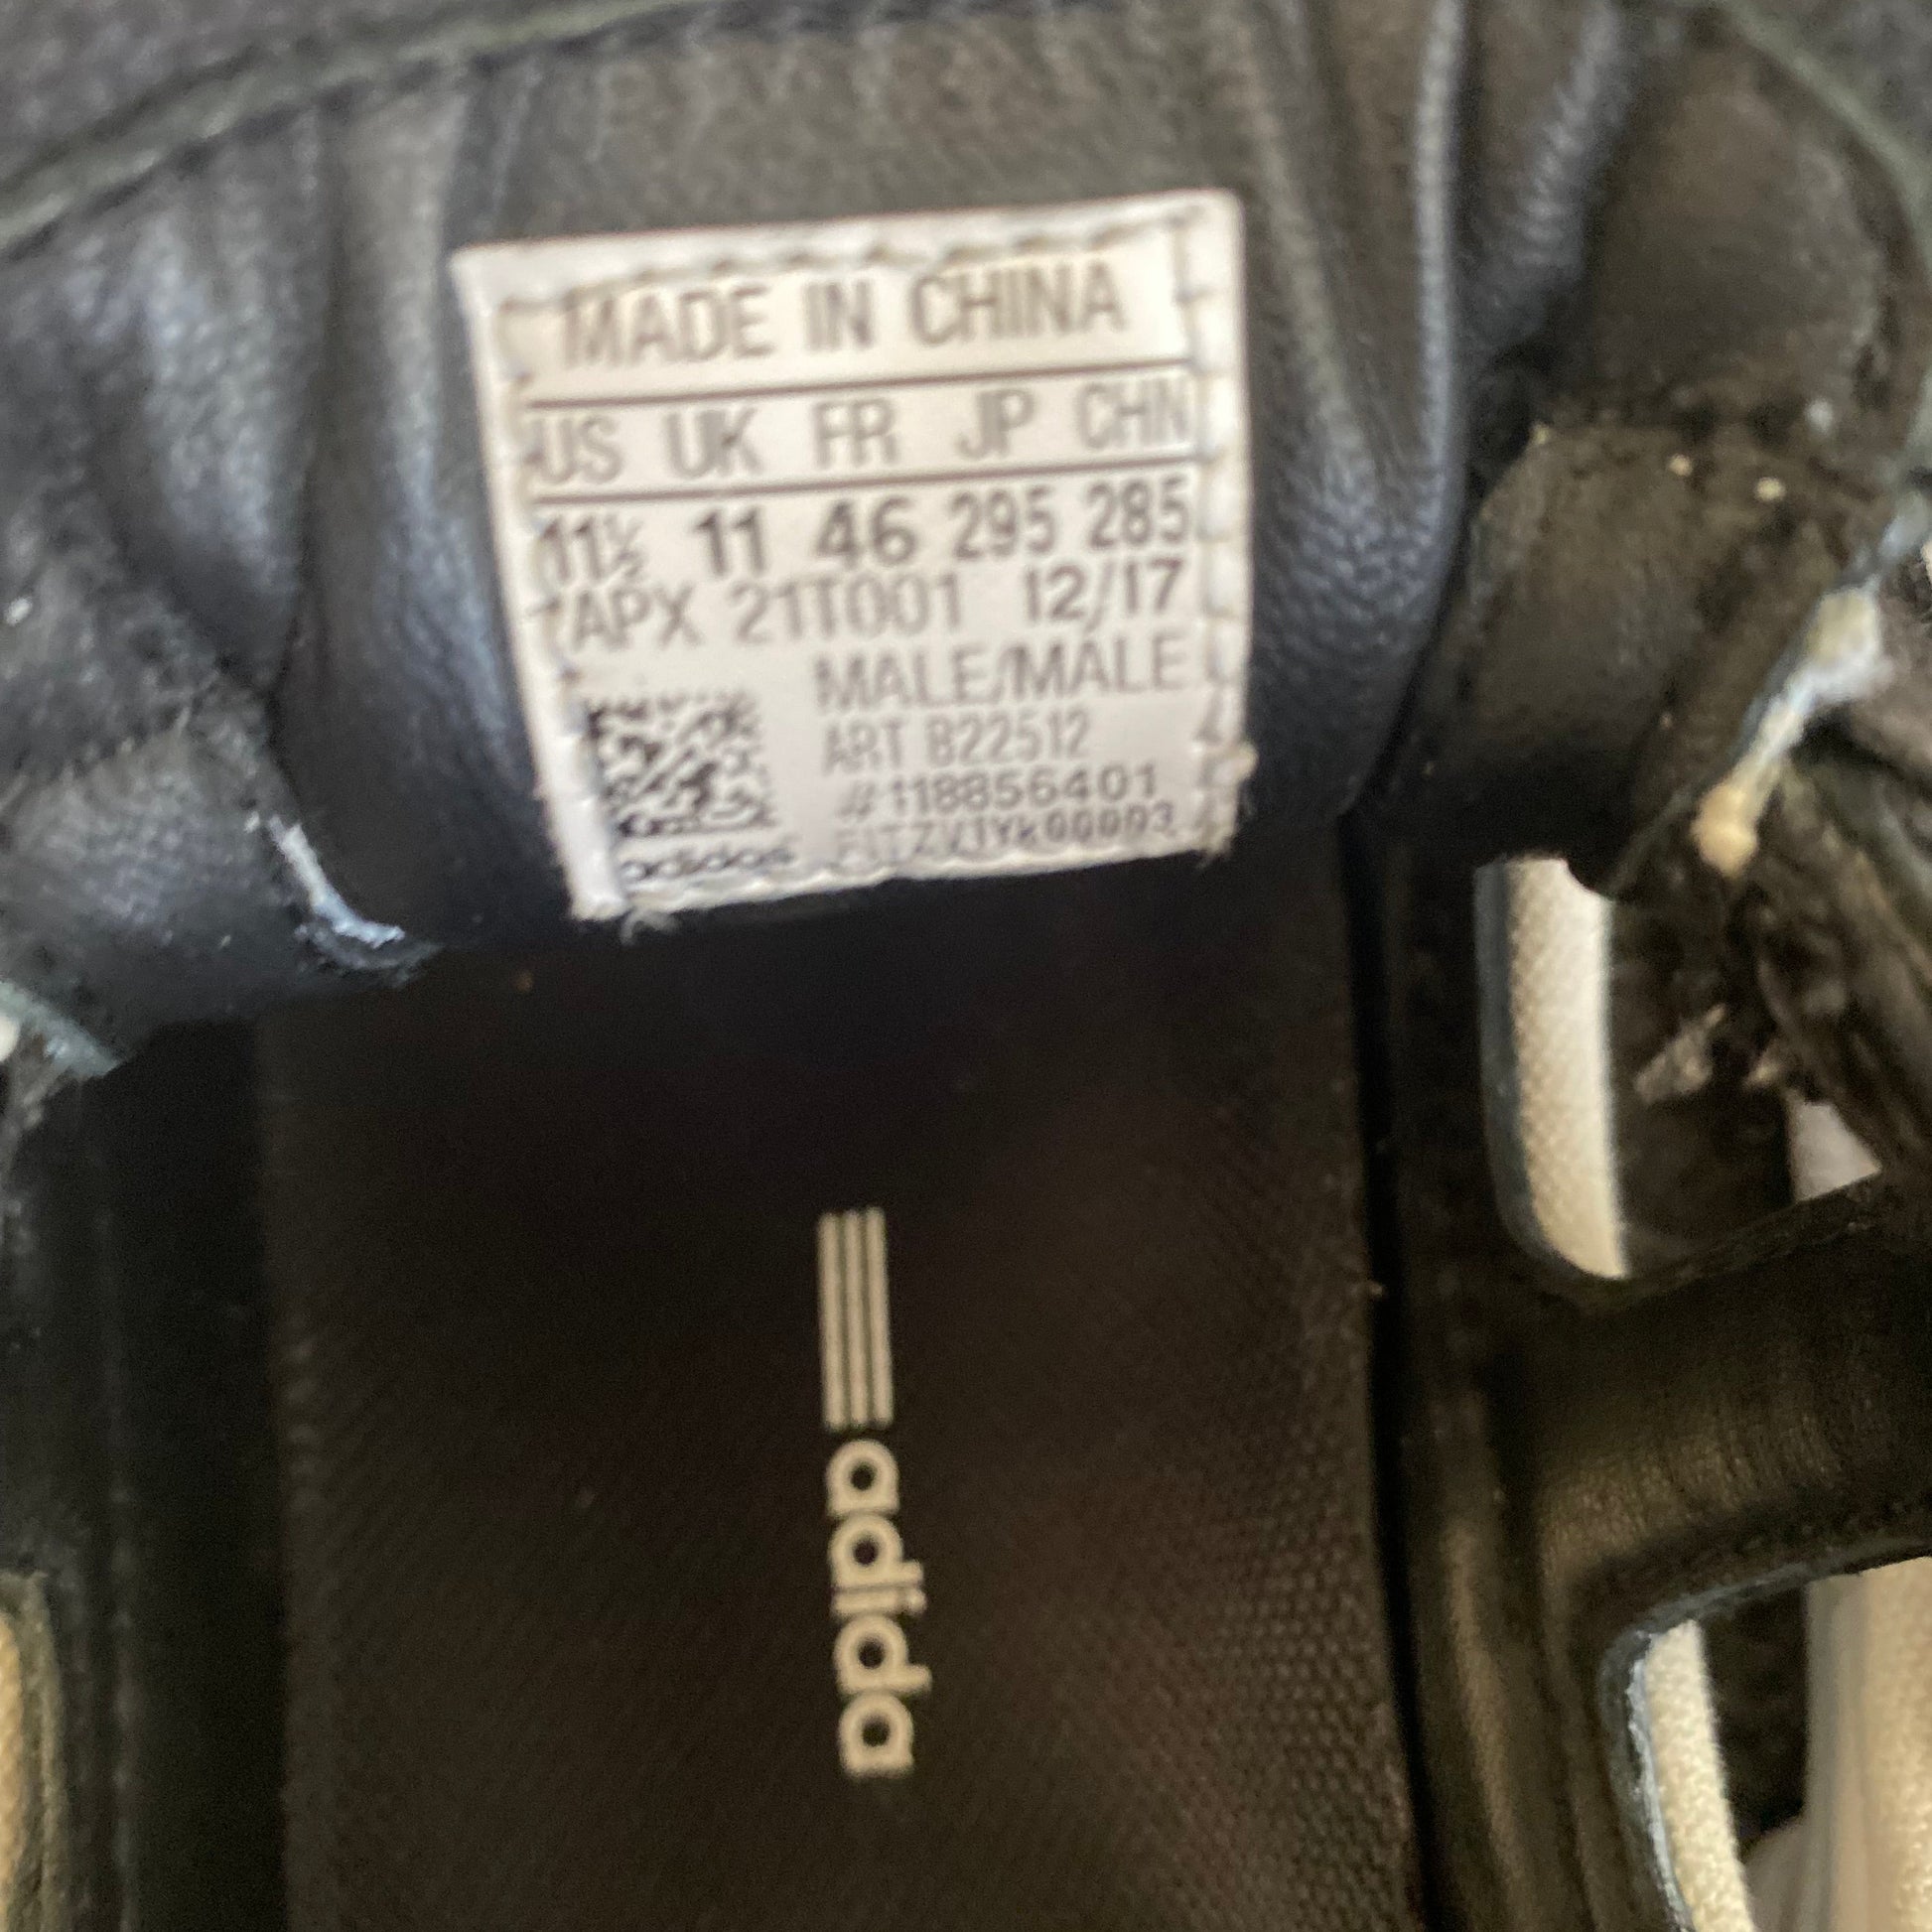 MADE IN CHINA
US UK FR JP CHN
11½ 11 46 295 285
APX 21T001 12/17
MALE/MALE
ART B22512
#118856401
adidas
adidas